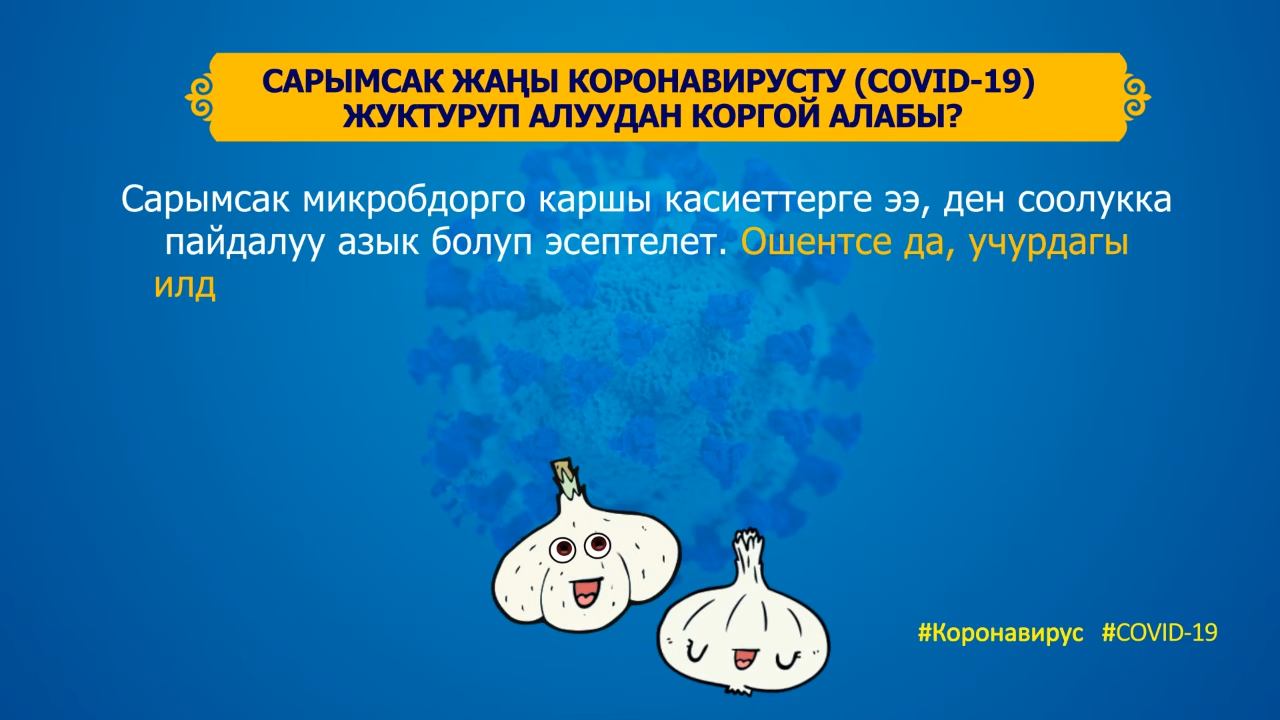 САРЫМСАК ЖАҢЫ КОРОНАВИРУСТУ (COVID-19)
ЖУКТУРУП АЛУУДАН КОРГОЙ АЛАБЫ?
Сарымсак микробдорго каршы касиеттерге ээ, ден соолукка
пайдалуу азык болуп эсептелет. Ошентсе да, учурдагы
илд
#Коронавирус #COVID-19